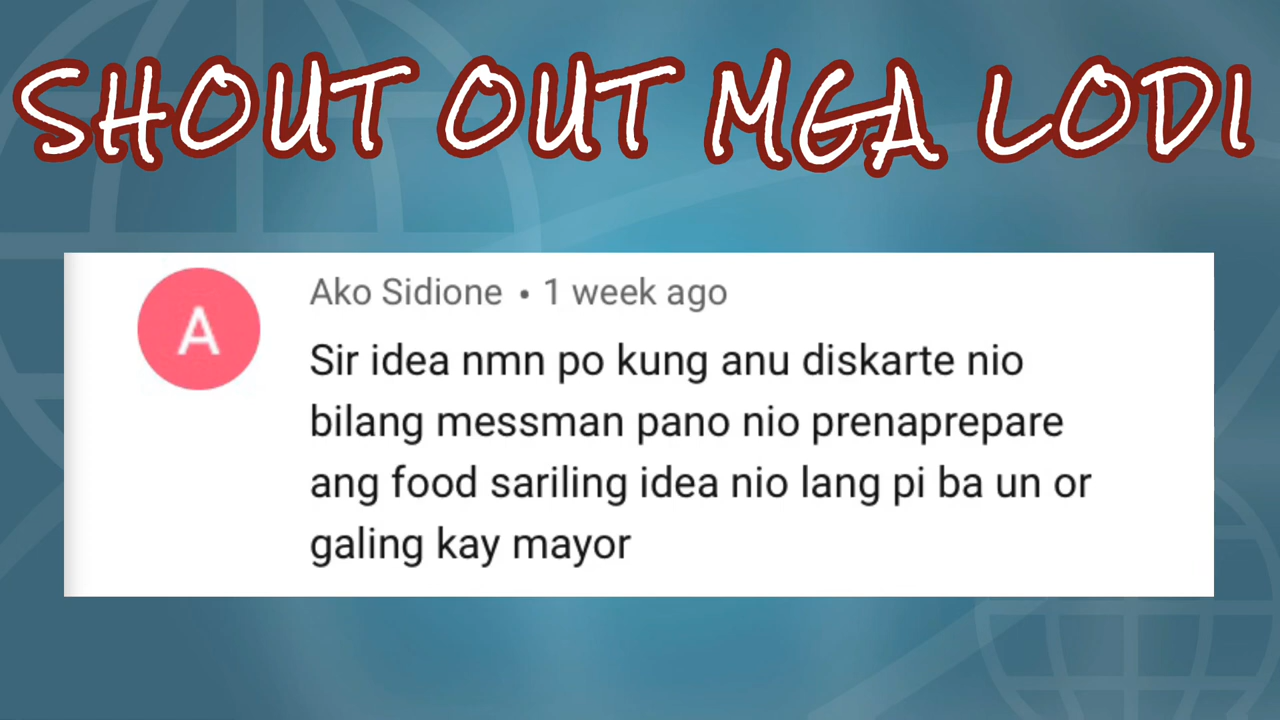 SHOUT OUT MGA LODI
A
Ako Sidione • 1 week ago
Sir idea nmn po kung anu diskarte nio
bilang messman pano nio prenaprepare
ang food sariling idea nio lang pi ba un or
galing kay mayor